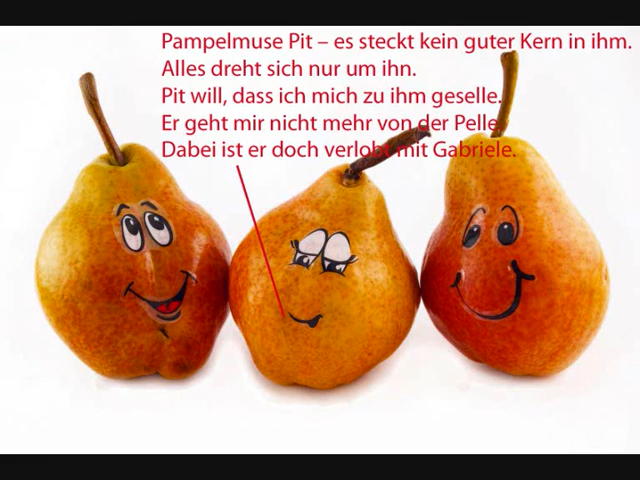 Pampelmuse Pit – es steckt kein guter Kern in ihm.
Alles dreht sich nur um ihn.
Pit will, dass ich mich zu ihm geselle.
Er geht mir nicht mehr von der Pelle.
Dabei ist er doch verlobt mit Gabriele.